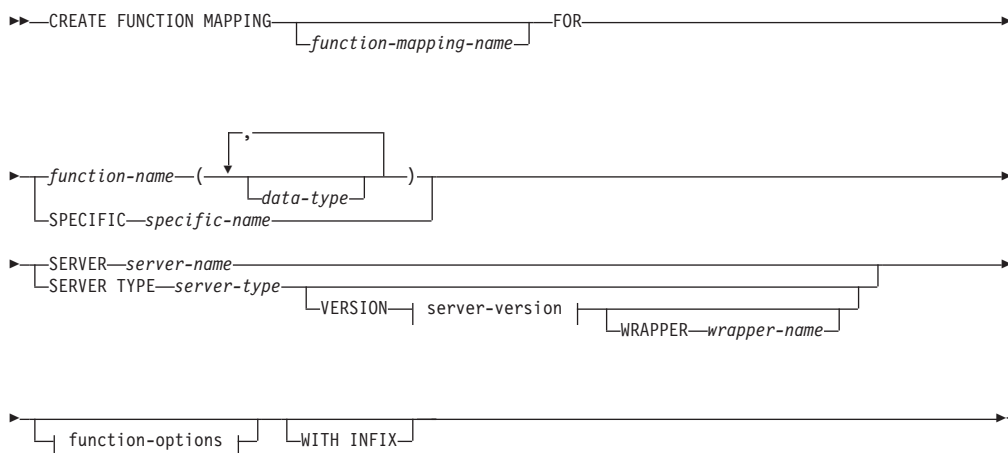 CREATE FUNCTION MAPPING FOR
function-mapping-name
,
function-name ( )
data-type
SPECIFIC specific-name
SERVER server-name
SERVER TYPE server-type
VERSION server-version
WRAPPER wrapper-name
function-options WITH INFIX